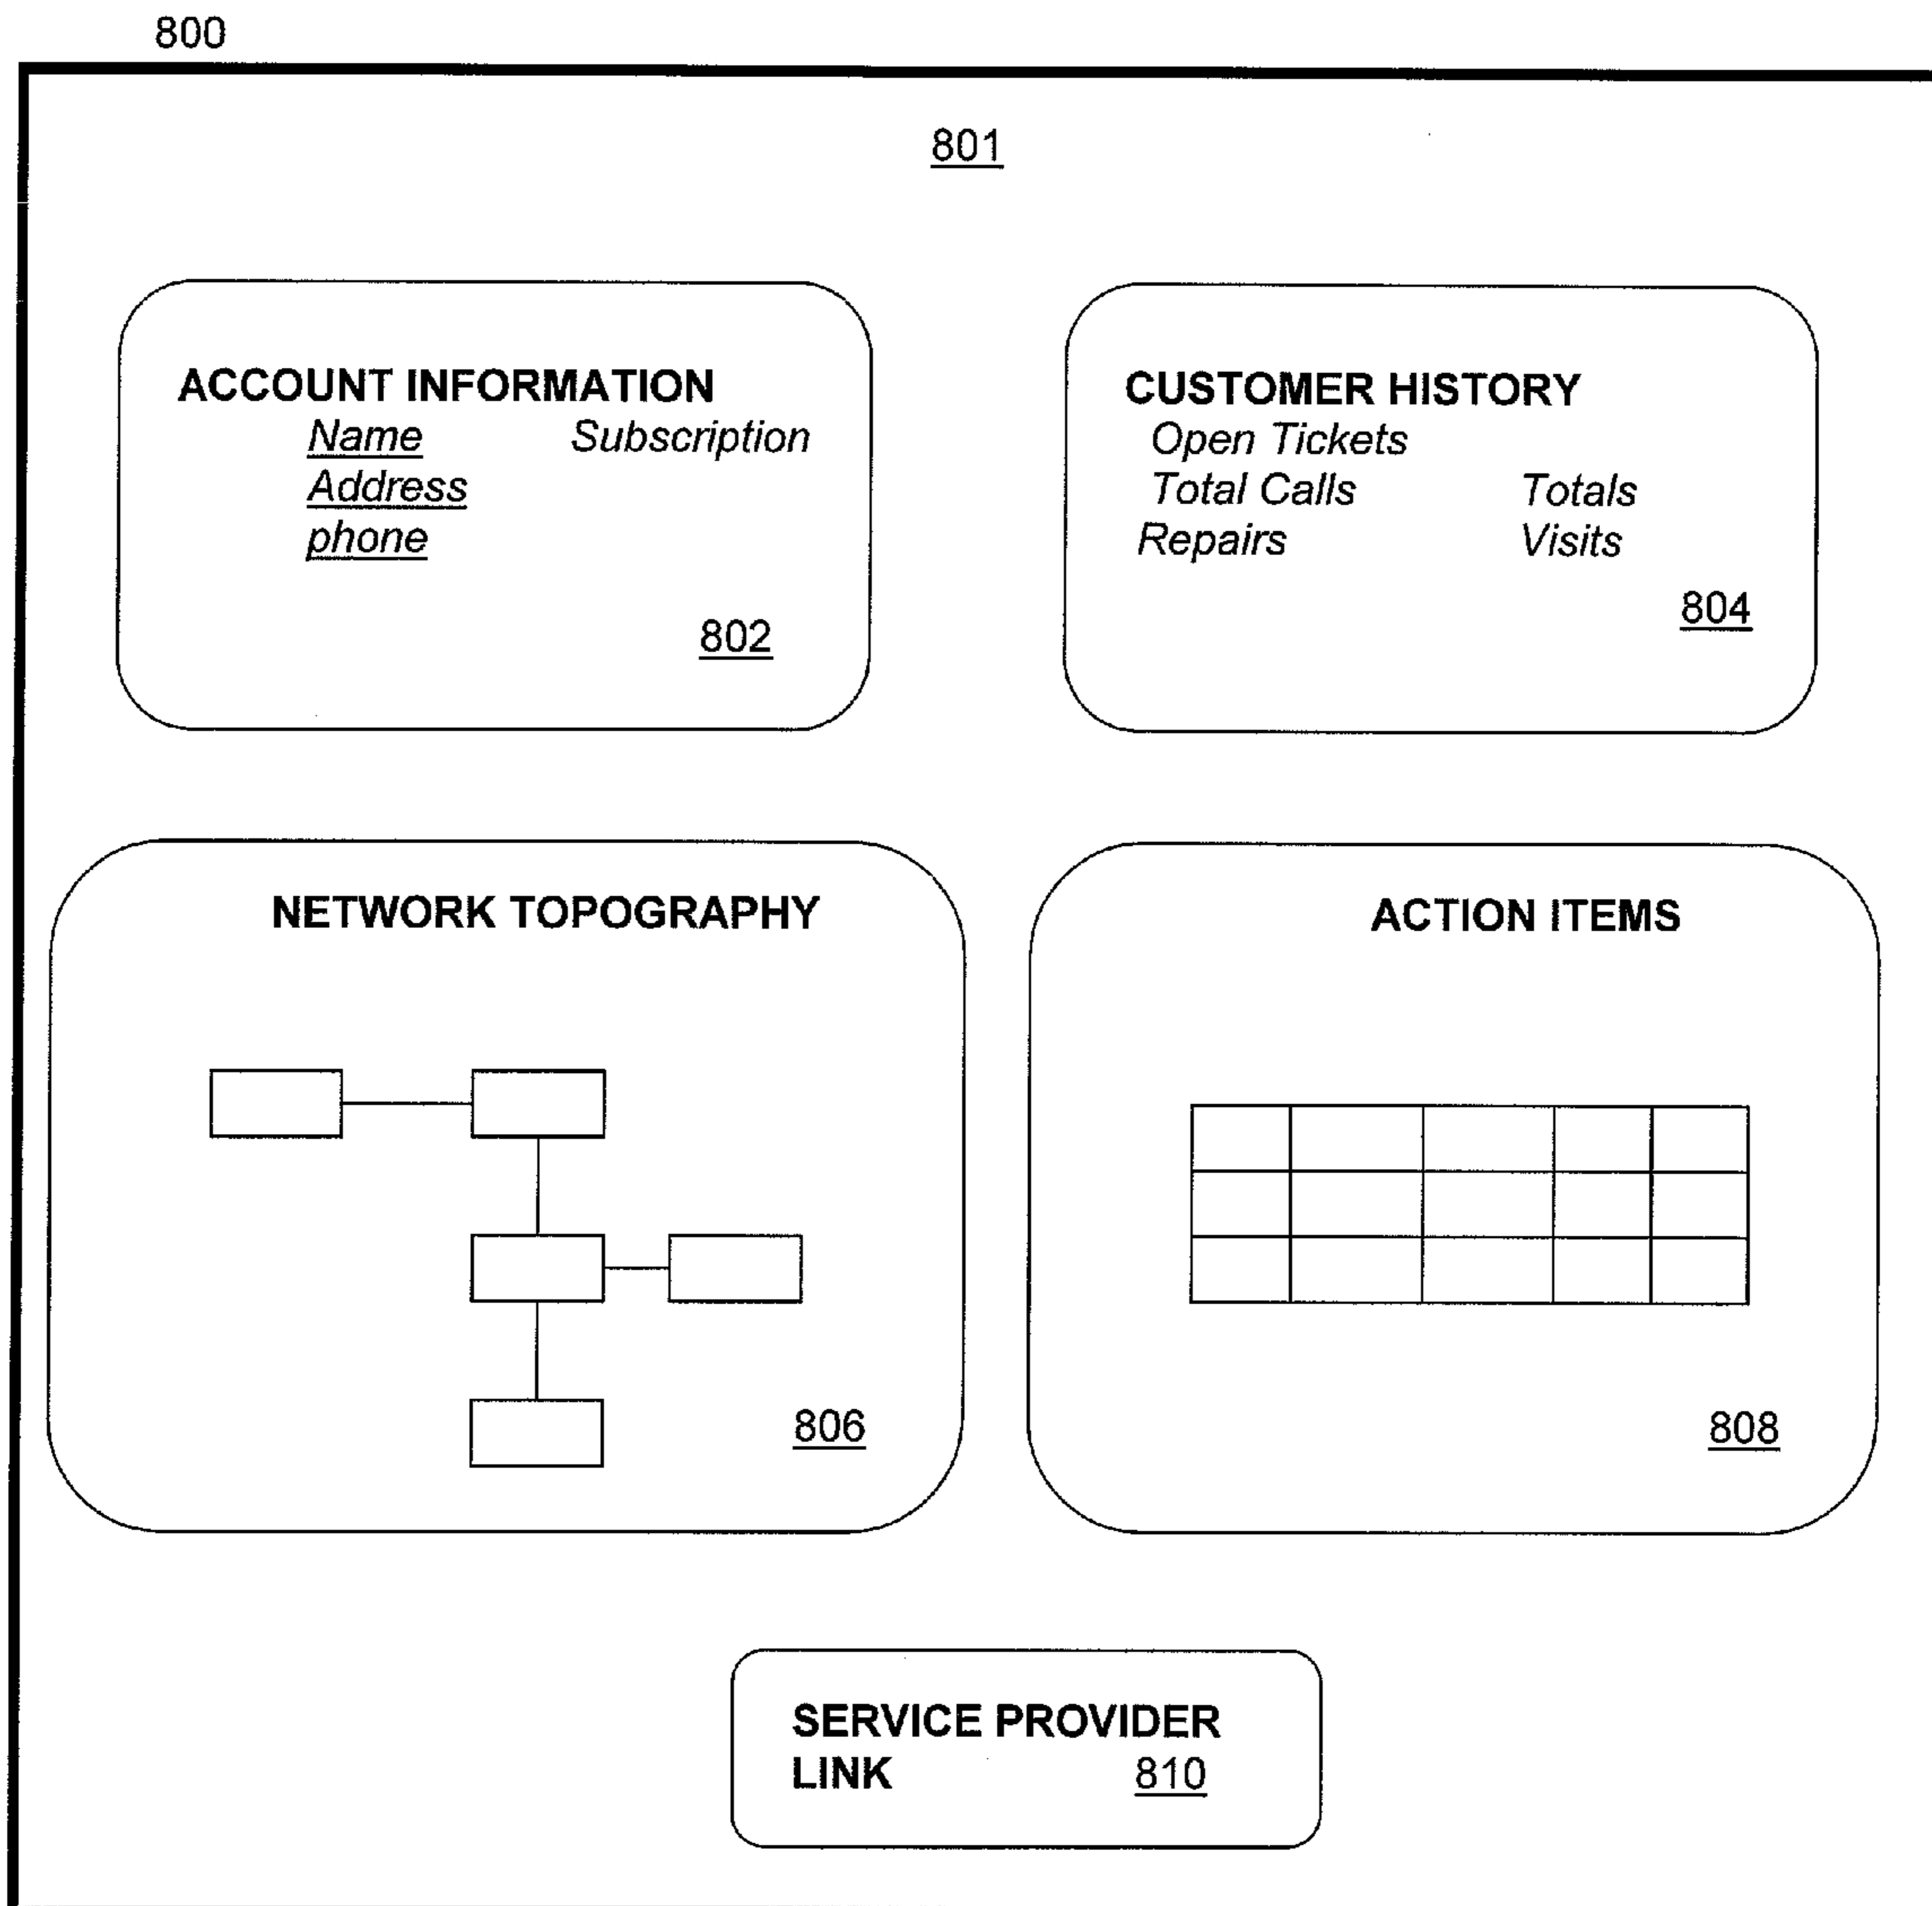 800
801
ACCOUNT INFORMATION
Name Subscription
Address
phone
802
CUSTOMER HISTORY
Open Tickets
Total Calls Totals
Repairs Visits
804
NETWORK TOPOGRAPHY
806
ACTION ITEMS
808
SERVICE PROVIDER
LINK 810